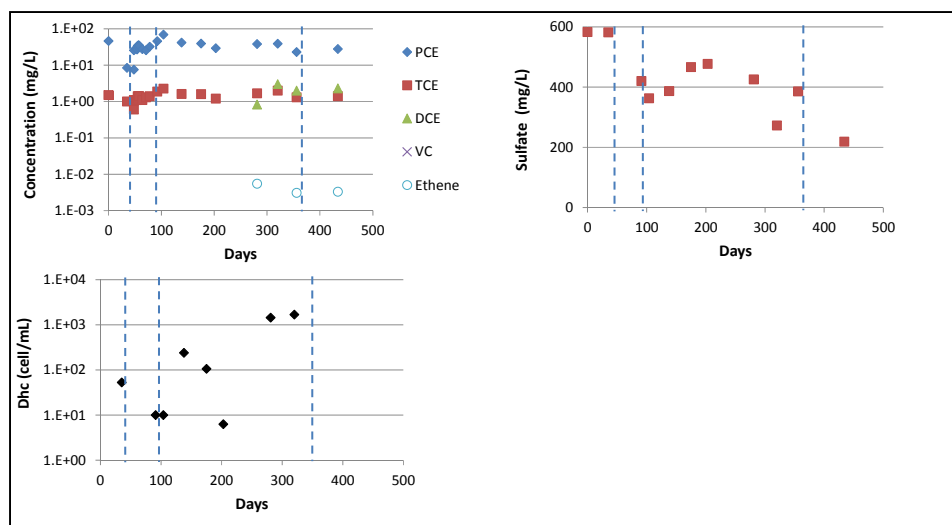 Concentration (mg/L)
1.E+02
1.E+01
1.E+00
1.E-01
1.E-02
1.E-03
0 100 200 300 400 500
Days
PCE
TCE
DCE
VC
Ethene
Sulfate (mg/L)
600
400
200
0
0 100 200 300 400 500
Days
Dhc (cell/mL)
1.E+04
1.E+03
1.E+02
1.E+01
1.E+00
0 100 200 300 400 500
Days